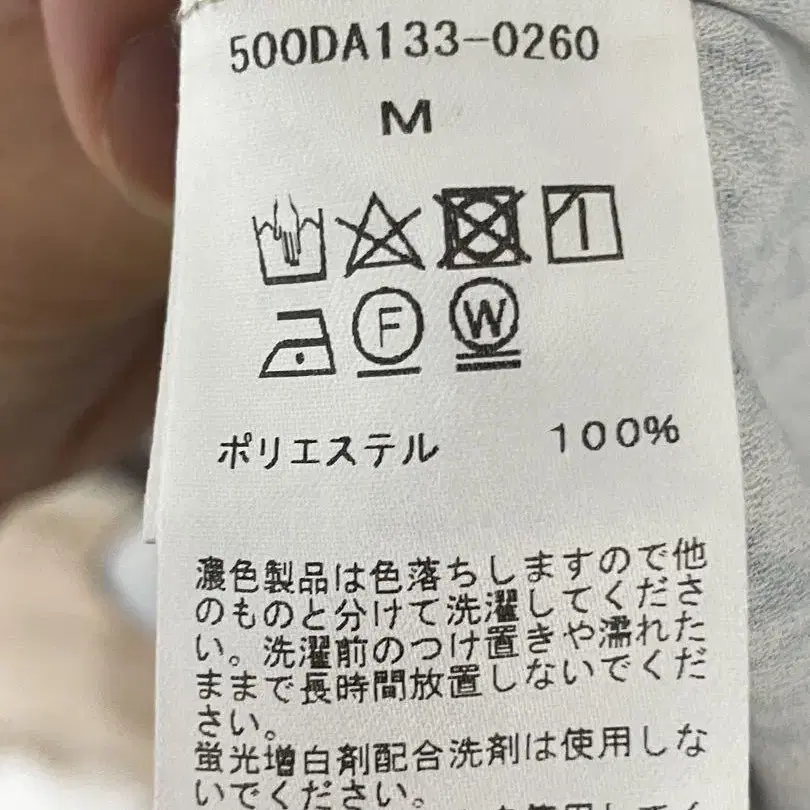 500DA133-0260
M
F
W
ポリエステル 100%
濃色製品は色落ちしますので他
のものと分けて洗濯してくださ
い。洗濯前のつけ置きや濡れた
ままで長時間放置しないでくだ
さい。
蛍光増白剤配合洗剤は使用しな
いでください。